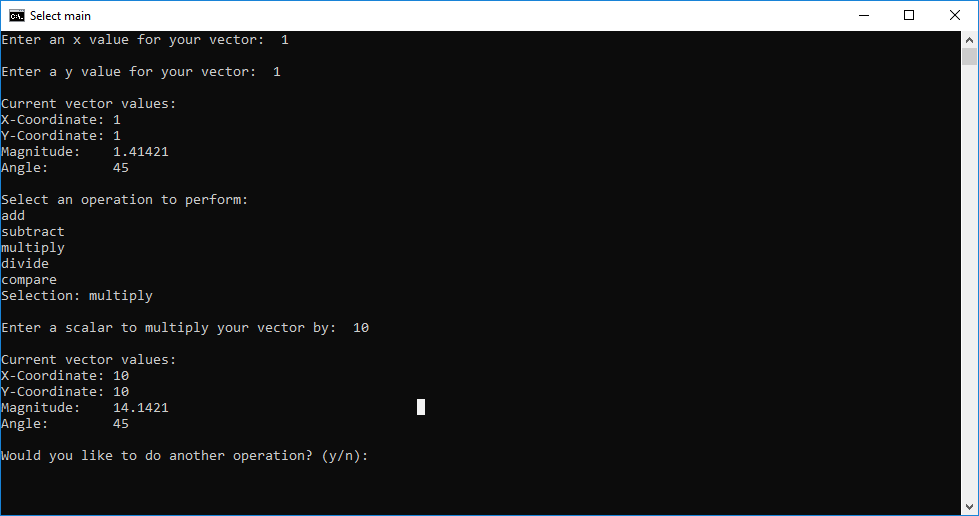 Select main
Enter an x value for your vector:  1
Enter a y value for your vector:  1
Current vector values:
X-Coordinate: 1
Y-Coordinate: 1
Magnitude:    1.41421
Angle:        45
Select an operation to perform:
add
subtract
multiply
divide
compare
Selection: multiply
Enter a scalar to multiply your vector by:  10
Current vector values:
X-Coordinate: 10
Y-Coordinate: 10
Magnitude:    14.1421
Angle:        45
Would you like to do another operation? (y/n):